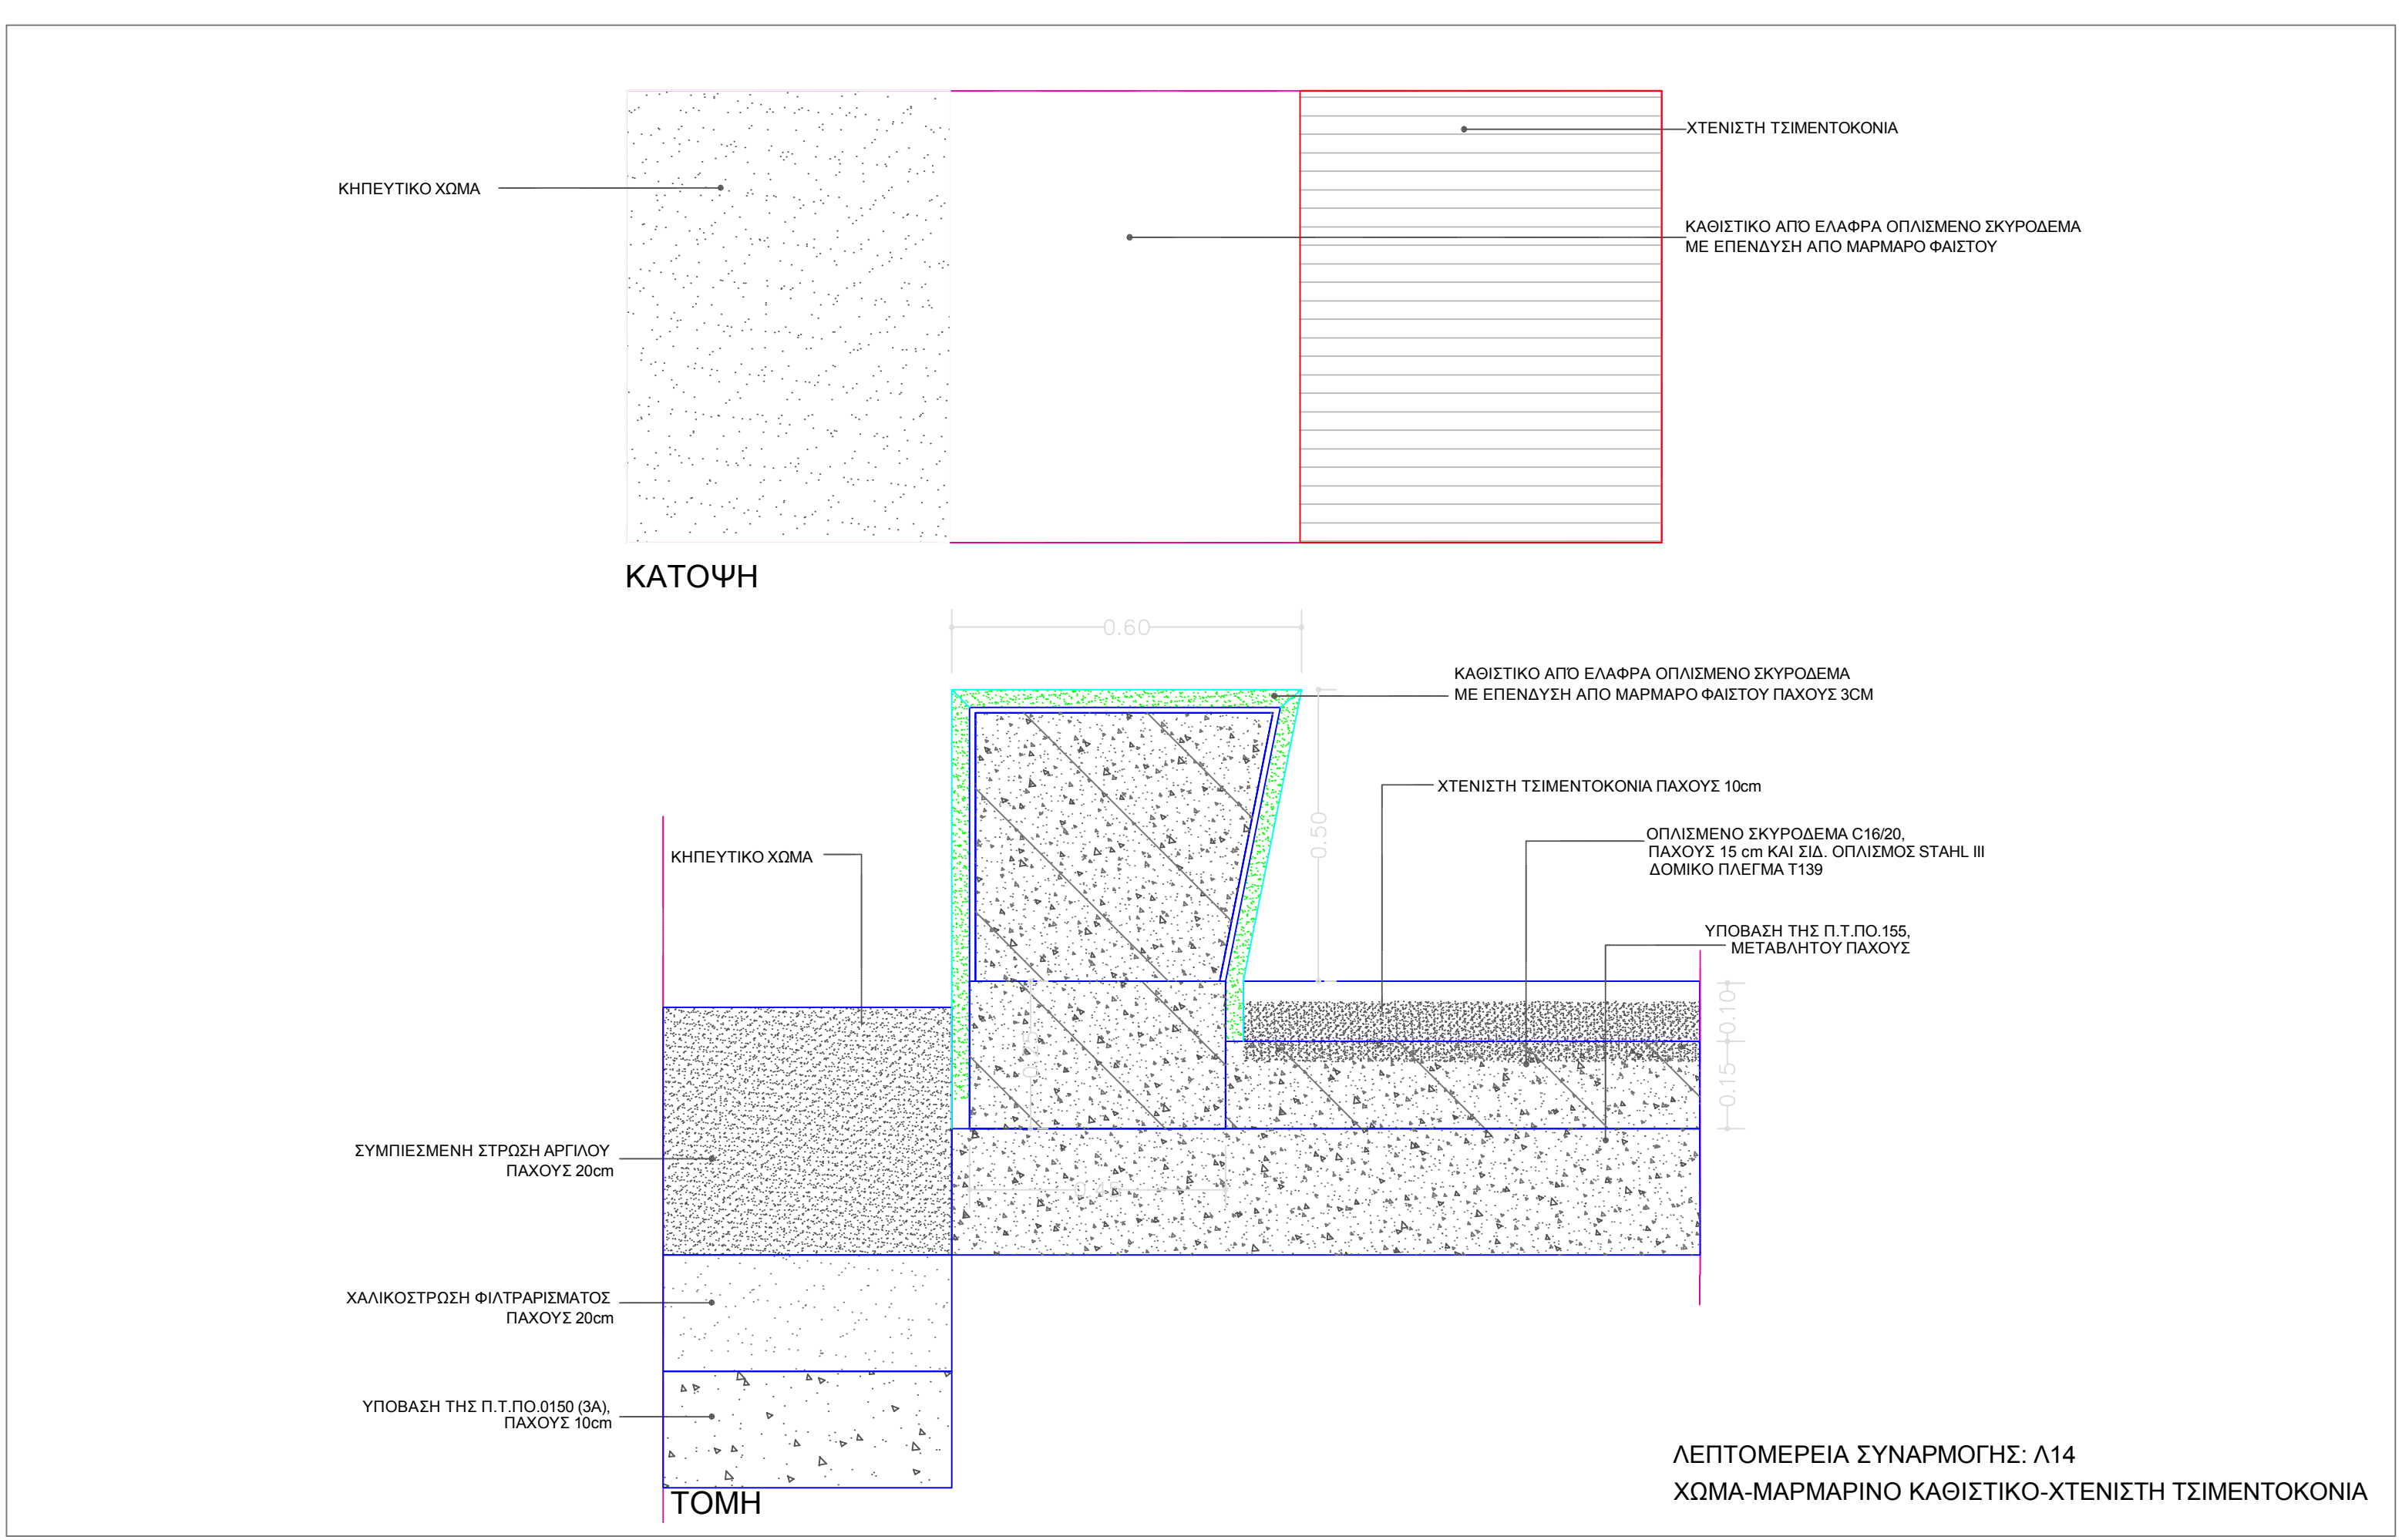 ΧΤΕΝΙΣΤΗ ΤΣΙΜΕΝΤΟΚΟΝΙΑ
ΚΗΠΕΥΤΙΚΟ ΧΩΜΑ
ΚΑΘΙΣΤΙΚΟ ΑΠΌ ΕΛΑΦΡΑ ΟΠΛΙΣΜΕΝΟ ΣΚΥΡΟΔΕΜΑ
ΜΕ ΕΠΕΝΔΥΣΗ ΑΠΟ ΜΑΡΜΑΡΟ ΦΑΙΣΤΟΥ
ΚΑΤΟΨΗ
0.60
ΚΑΘΙΣΤΙΚΟ ΑΠΌ ΕΛΑΦΡΑ ΟΠΛΙΣΜΕΝΟ ΣΚΥΡΟΔΕΜΑ
ΜΕ ΕΠΕΝΔΥΣΗ ΑΠΟ ΜΑΡΜΑΡΟ ΦΑΙΣΤΟΥ ΠΑΧΟΥΣ 3CM
ΧΤΕΝΙΣΤΗ ΤΣΙΜΕΝΤΟΚΟΝΙΑ ΠΑΧΟΥΣ 10cm
0.50
ΟΠΛΙΣΜΕΝΟ ΣΚΥΡΟΔΕΜΑ C16/20,
ΠΑΧΟΥΣ 15 cm ΚΑΙ ΣΙΔ. ΟΠΛΙΣΜΟΣ STAHL III
ΔΟΜΙΚΟ ΠΛΕΓΜΑ Τ139
ΚΗΠΕΥΤΙΚΟ ΧΩΜΑ
ΥΠΟΒΑΣΗ ΤΗΣ Π.Τ.ΠΟ.155,
ΜΕΤΑΒΛΗΤΟΥ ΠΑΧΟΥΣ
0.10
0.15
ΣΥΜΠΙΕΣΜΕΝΗ ΣΤΡΩΣΗ ΑΡΓΙΛΟΥ
ΠΑΧΟΥΣ 20cm
ΧΑΛΙΚΟΣΤΡΩΣΗ ΦΙΛΤΡΑΡΙΣΜΑΤΟΣ
ΠΑΧΟΥΣ 20cm
ΥΠΟΒΑΣΗ ΤΗΣ Π.Τ.ΠΟ.0150 (3Α),
ΠΑΧΟΥΣ 10cm
ΤΟΜΗ
ΛΕΠΤΟΜΕΡΕΙΑ ΣΥΝΑΡΜΟΓΗΣ: Λ14
ΧΩΜΑ-ΜΑΡΜΑΡΙΝΟ ΚΑΘΙΣΤΙΚΟ-ΧΤΕΝΙΣΤΗ ΤΣΙΜΕΝΤΟΚΟΝΙΑ